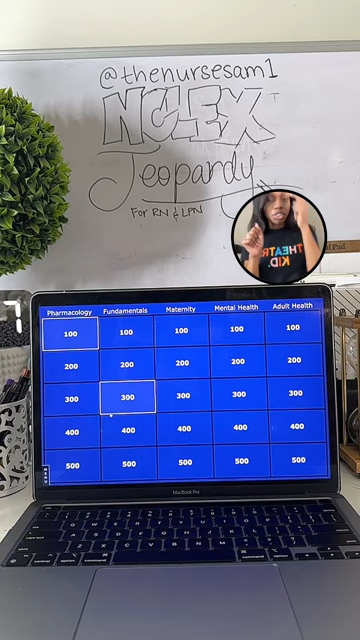 @thenursesam1
NCLEX
Jeopardy
For RN & LPN
THEATRE
KID.
Pharmacology Fundamentals Maternity Mental Health Adult Health
100 100 100 100 100
200 200 200 200 200
300 300 300 300 300
400 400 400 400 400
500 500 500 500 500
MacBook Pro